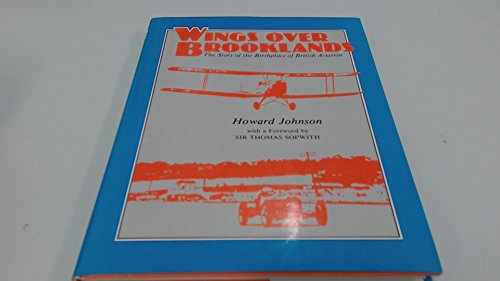 WINGS OVER
BROOKLANDS
The Story of the Birthplace of British Aviation
Howard Johnson
with a Foreword by
SIR THOMAS SOPWITH